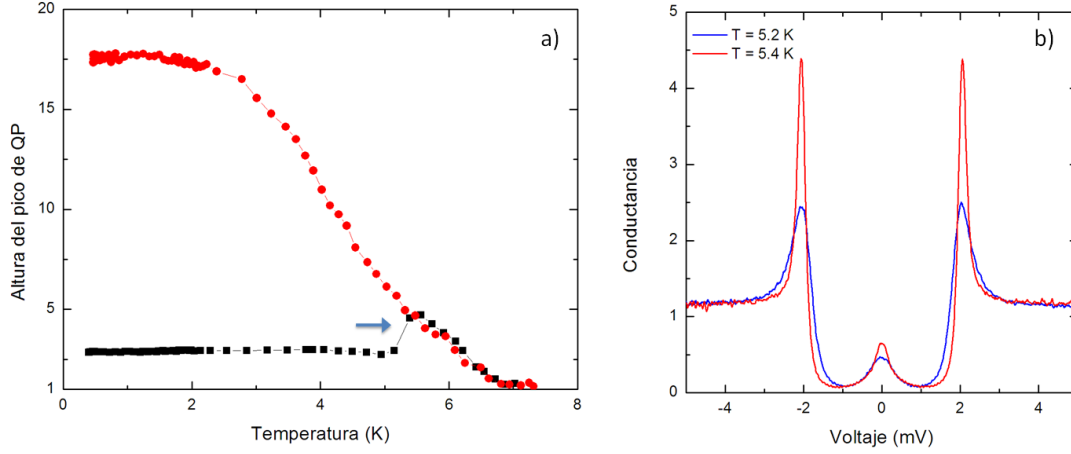 a)
Altura del pico de QP
20
15
10
5
1
0
2
4
6
8
Temperatura (K)
b)
T = 5.2 K
T = 5.4 K
Conductancia
5
4
3
2
1
0
-4
-2
0
2
4
Voltaje (mV)